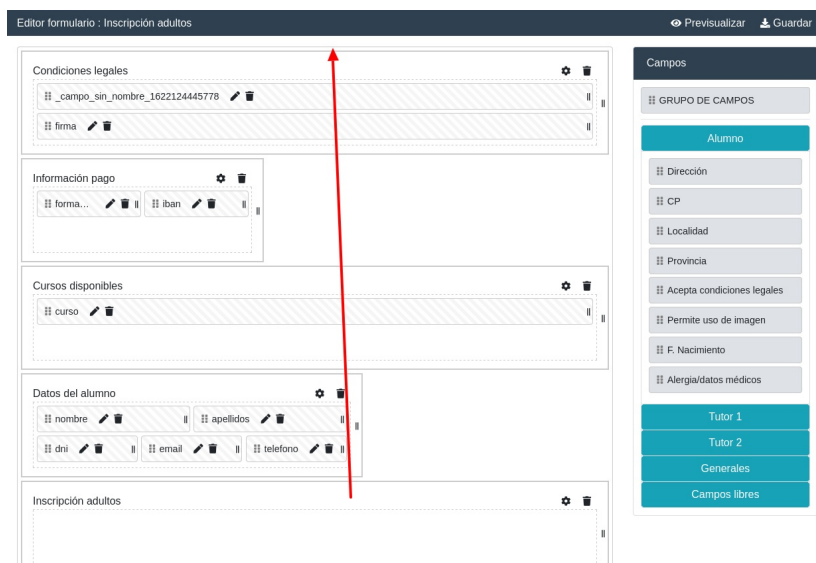 Editor formulario : Inscripción adultos
Previsualizar
Guardar
Condiciones legales
_campo_sin_nombre_1622124445778
firma
Información pago
forma...
iban
Cursos disponibles
curso
Datos del alumno
nombre
apellidos
dni
email
telefono
Inscripción adultos
Campos
GRUPO DE CAMPOS
Alumno
Dirección
CP
Localidad
Provincia
Acepta condiciones legales
Permite uso de imagen
F. Nacimiento
Alergia/datos médicos
Tutor 1
Tutor 2
Generales
Campos libres